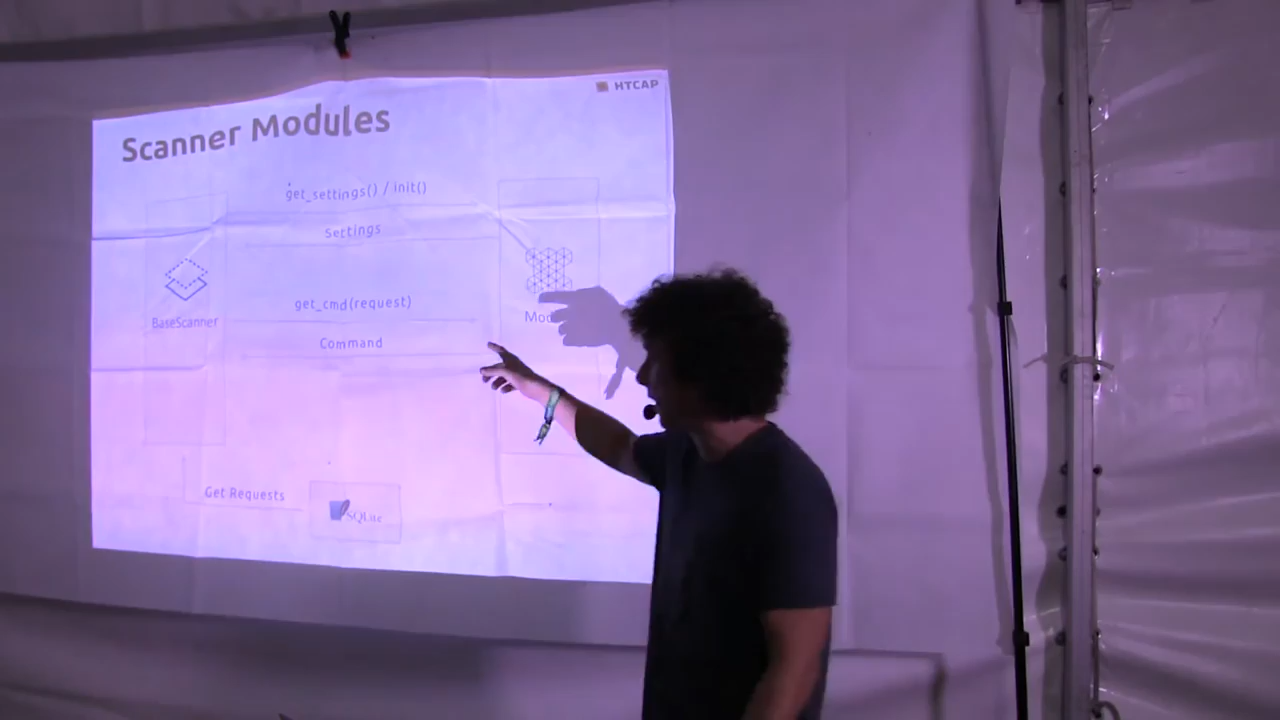 HTCAP
Scanner Modules
get_settings() / init()
Settings
get_cmd(request)
BaseScanner
Command
Get Requests
SQLite